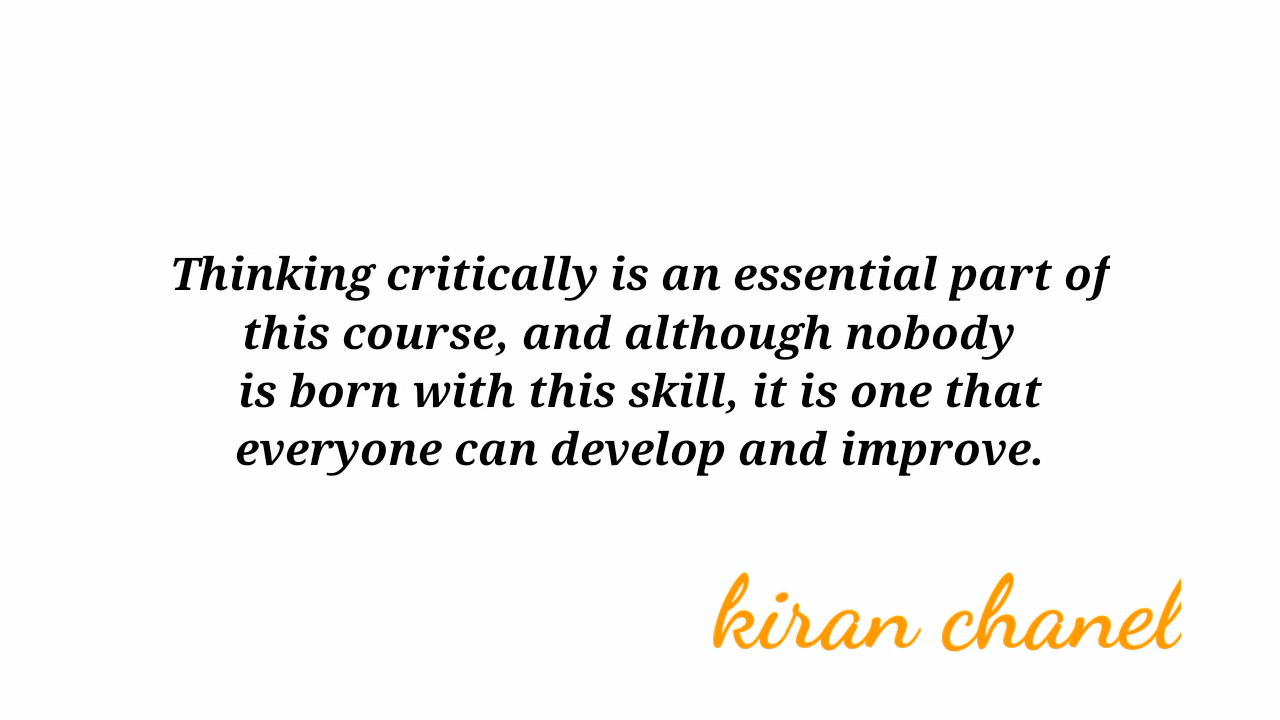 Thinking critically is an essential part of
this course, and although nobody
is born with this skill, it is one that
everyone can develop and improve.
kiran chanel